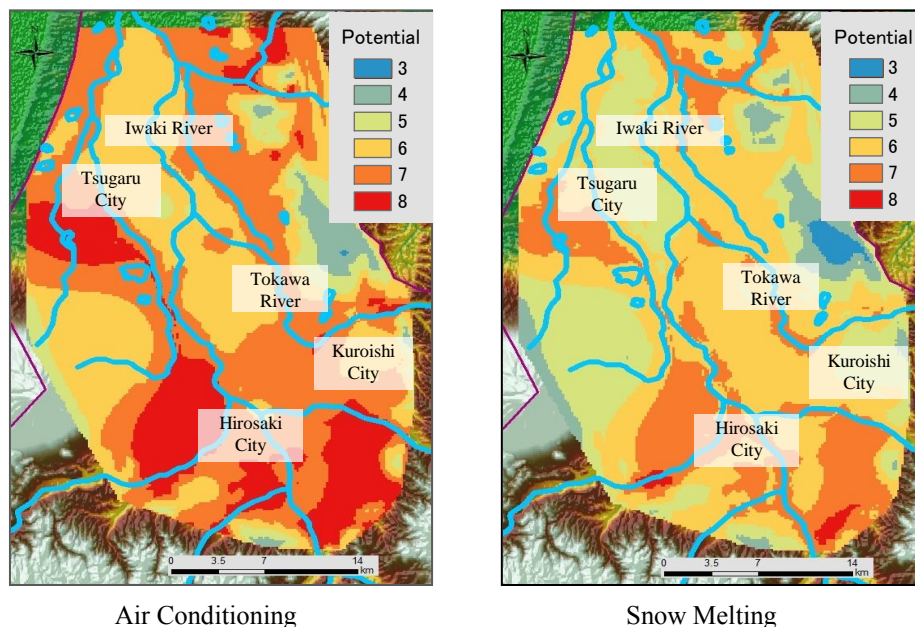 Potential
3
4
5
6
7
8
Iwaki River
Tsugaru
City
Tokawa
River
Kuroishi
City
Hirosaki
City
0 3.5 7 14
km
Air Conditioning
Potential
3
4
5
6
7
8
Iwaki River
Tsugaru
City
Tokawa
River
Kuroishi
City
Hirosaki
City
0 3.5 7 14
km
Snow Melting